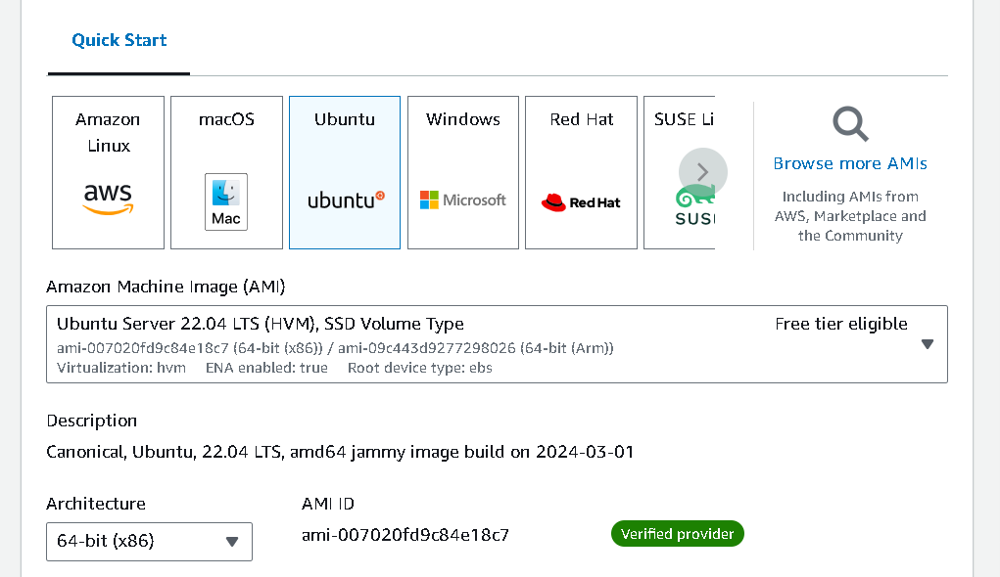 Quick Start
Amazon
Linux
macOS
Ubuntu
Windows
Red Hat
SUSE Li
aws
Mac
ubuntu
Microsoft
Red Hat
SUS
Browse more AMIs
Including AMIs from
AWS, Marketplace and
the Community
Amazon Machine Image (AMI)
Ubuntu Server 22.04 LTS (HVM), SSD Volume Type
Free tier eligible
ami-007020fd9c84e18c7 (64-bit (x86)) / ami-09c443d9277298026 (64-bit (Arm))
Virtualization: hvm ENA enabled: true Root device type: ebs
Description
Canonical, Ubuntu, 22.04 LTS, amd64 jammy image build on 2024-03-01
Architecture
AMI ID
64-bit (x86)
ami-007020fd9c84e18c7
Verified provider